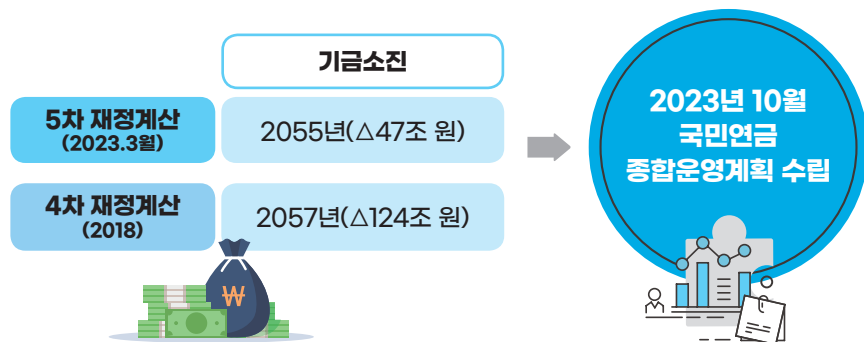 기금소진
5차 재정계산
(2023.3월)
2055년(△47조 원)
4차 재정계산
(2018)
2057년(△124조 원)
2023년 10월
국민연금
종합운영계획 수립
₩